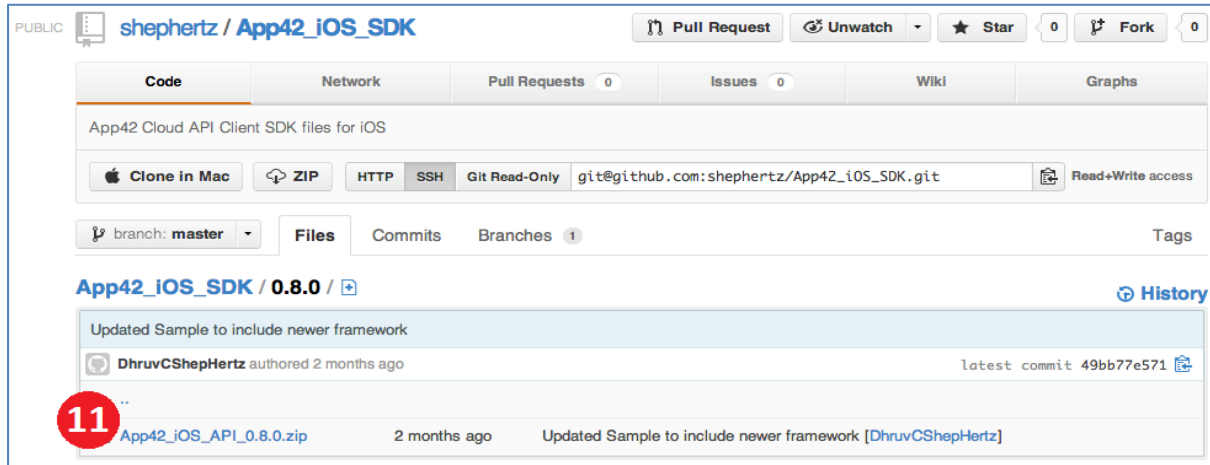 PUBLIC shephertz / App42_iOS_SDK Pull Request Unwatch Star 0 Fork 0
Code Network Pull Requests 0 Issues 0 Wiki Graphs
App42 Cloud API Client SDK files for iOS
Clone in Mac ZIP HTTP SSH Git Read-Only git@github.com:shephertz/App42_iOS_SDK.git Read+Write access
branch: master Files Commits Branches 1 Tags
App42_iOS_SDK / 0.8.0 / History
Updated Sample to include newer framework
DhruvCShepHertz authored 2 months ago latest commit 49bb77e571
..
11
App42_iOS_API_0.8.0.zip 2 months ago Updated Sample to include newer framework [DhruvCShepHertz]